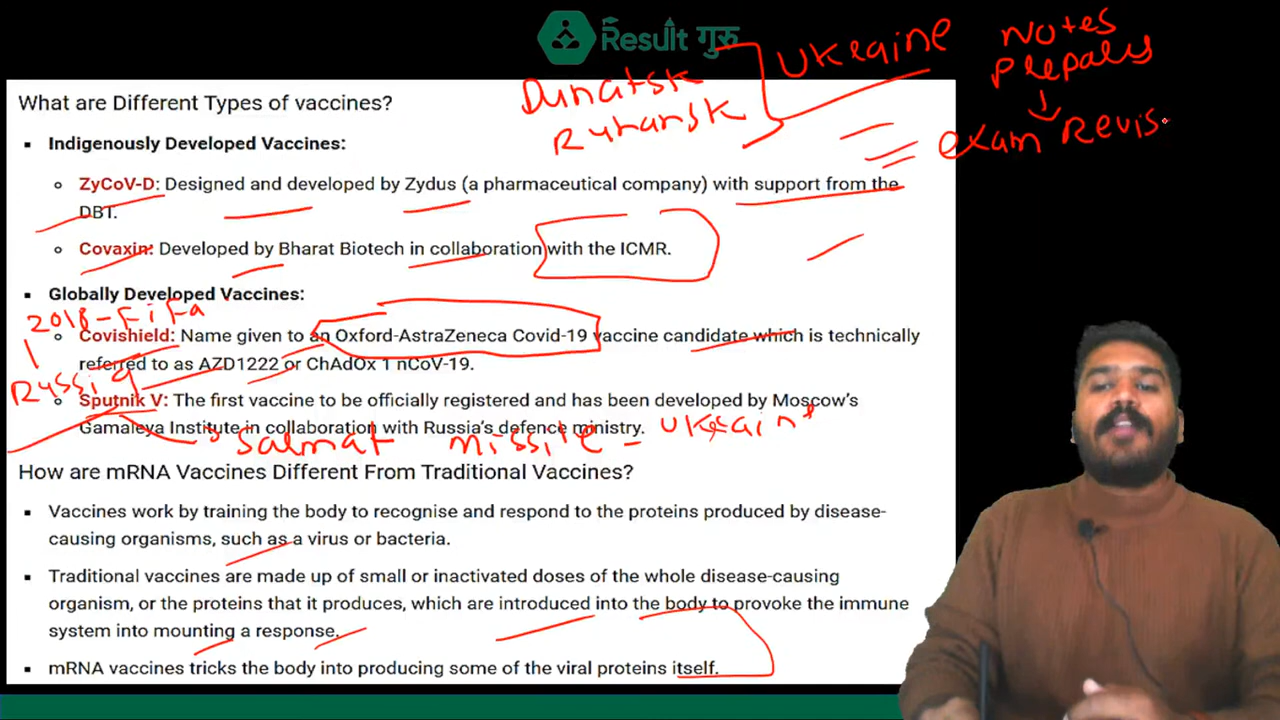 Result गुरु
Ukraine
Notes
Prepares
Dunatsk
Ruhansk
exam Revis
What are Different Types of vaccines?
▪ Indigenously Developed Vaccines:
○ ZyCoV-D: Designed and developed by Zydus (a pharmaceutical company) with support from the
DBT.
○ Covaxin: Developed by Bharat Biotech in collaboration with the ICMR.
▪ Globally Developed Vaccines:
2018-FiFa
○ Covishield: Name given to an Oxford-AstraZeneca Covid-19 vaccine candidate which is technically
referred to as AZD1222 or ChAdOx 1 nCoV-19.
Russia
○ Sputnik V: The first vaccine to be officially registered and has been developed by Moscow's
Gamaleya Institute in collaboration with Russia's defence ministry.
Salmat missile - Ukrain
How are mRNA Vaccines Different From Traditional Vaccines?
▪ Vaccines work by training the body to recognise and respond to the proteins produced by disease-
causing organisms, such as a virus or bacteria.
▪ Traditional vaccines are made up of small or inactivated doses of the whole disease-causing
organism, or the proteins that it produces, which are introduced into the body to provoke the immune
system into mounting a response.
▪ mRNA vaccines tricks the body into producing some of the viral proteins itself.